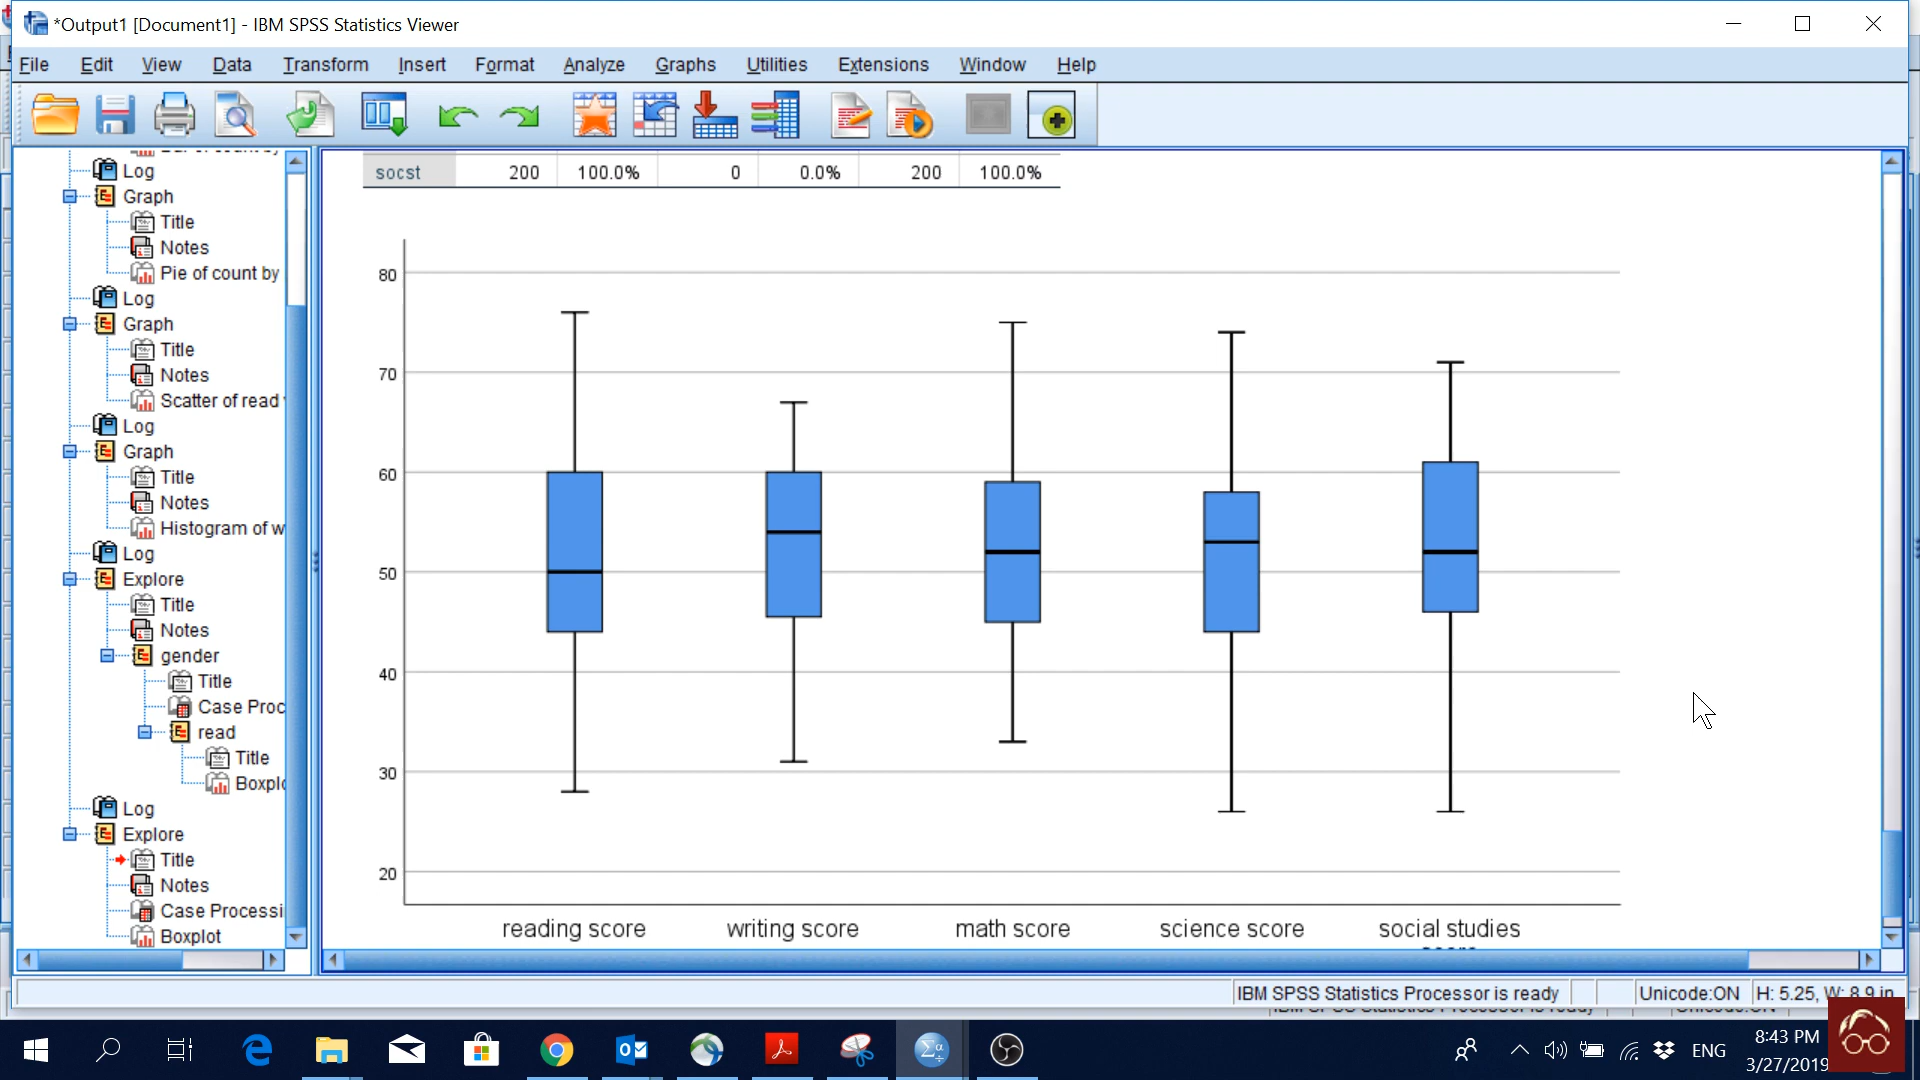 *Output1 [Document1] - IBM SPSS Statistics Viewer
File Edit View Data Transform Insert Format Analyze Graphs Utilities Extensions Window Help
Log
Graph
Title
Notes
Pie of count by
Log
Graph
Title
Notes
Scatter of read
Log
Graph
Title
Notes
Histogram of w
Log
Explore
Title
Notes
gender
Title
Case Proc
read
Title
Boxplo
Log
Explore
Title
Notes
Case Processi
Boxplot
socst 200 100.0% 0 0.0% 200 100.0%
80
70
60
50
40
30
20
reading score writing score math score science score social studies
IBM SPSS Statistics Processor is ready Unicode:ON H: 5.25, W: 8.9 in
ENG
8:43 PM
3/27/2019